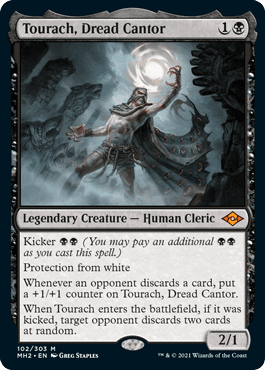 Tourach, Dread Cantor 1
Legendary Creature — Human Cleric
Kicker (You may pay an additional
as you cast this spell.)
Protection from white
Whenever an opponent discards a card, put
a +1/+1 counter on Tourach, Dread Cantor.
When Tourach enters the battlefield, if it was
kicked, target opponent discards two cards
at random.
2/1
102/303 M
MH2 • EN Greg Staples
™ & © 2021 Wizards of the Coast